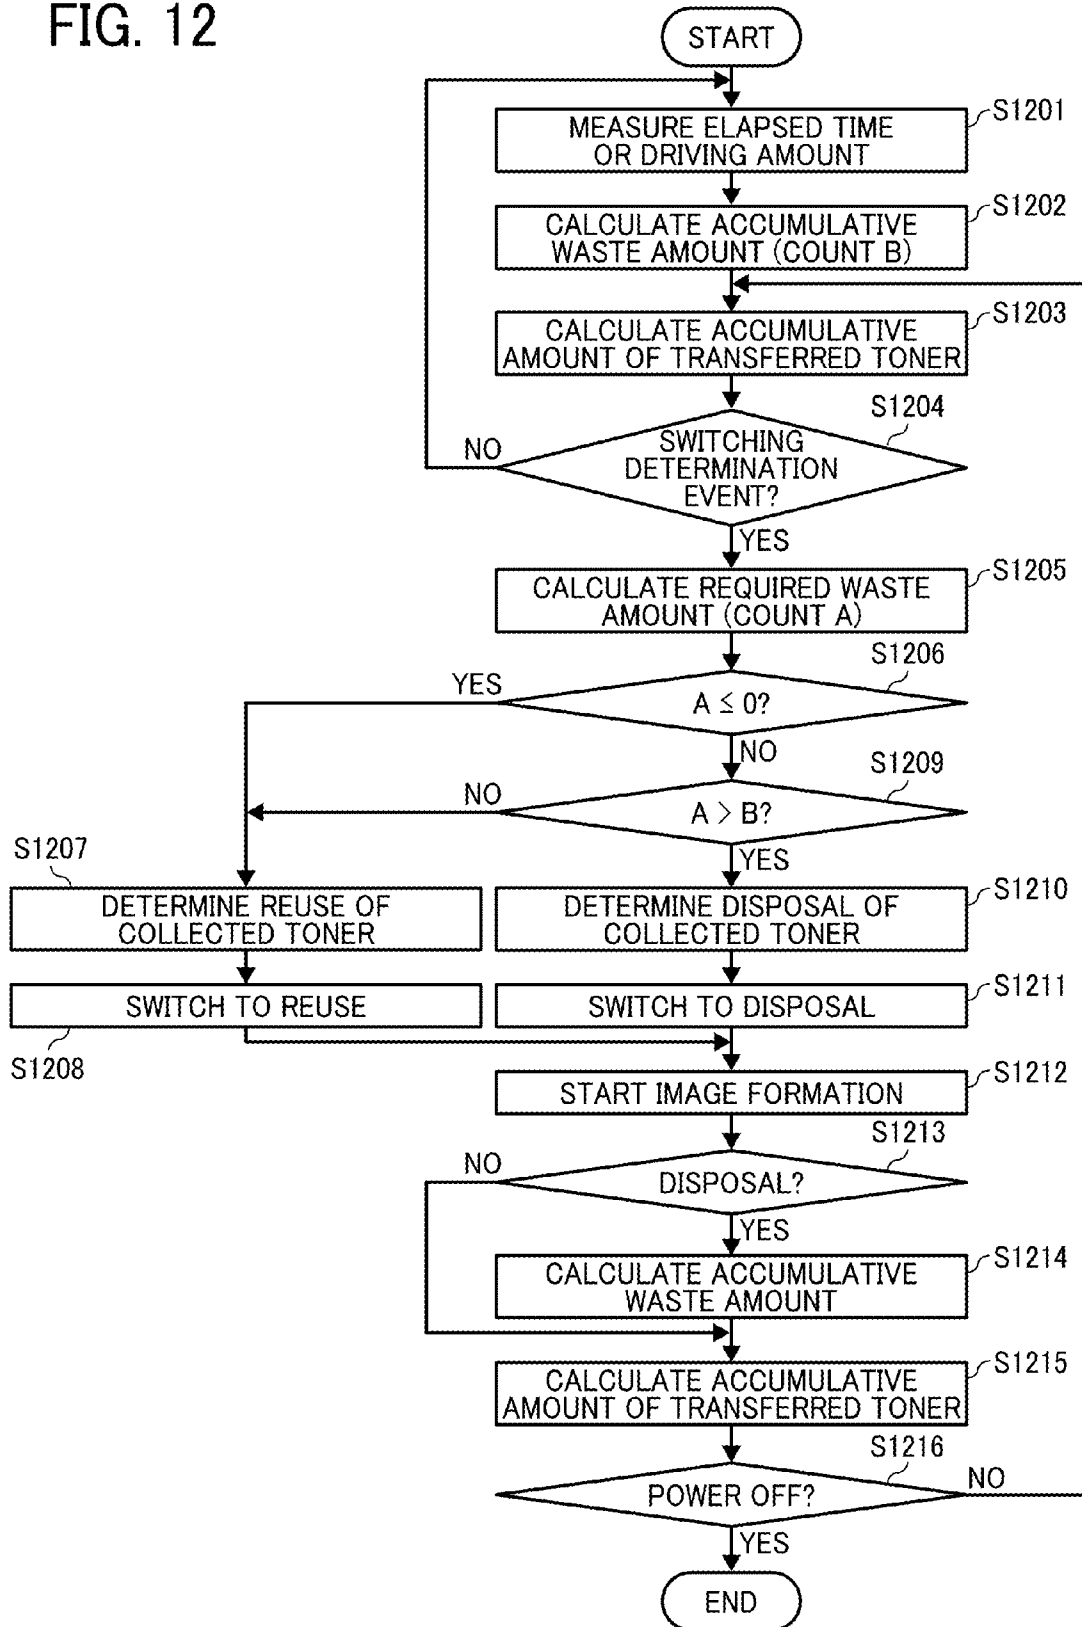 FIG. 12
START
S1201
MEASURE ELAPSED TIME
OR DRIVING AMOUNT
S1202
CALCULATE ACCUMULATIVE
WASTE AMOUNT (COUNT B)
S1203
CALCULATE ACCUMULATIVE
AMOUNT OF TRANSFERRED TONER
S1204
NO
SWITCHING
DETERMINATION
EVENT?
YES
S1205
CALCULATE REQUIRED WASTE
AMOUNT (COUNT A)
S1206
YES
A ≤ 0?
NO
S1209
NO
A > B?
YES
S1207
DETERMINE REUSE OF
COLLECTED TONER
S1210
DETERMINE DISPOSAL OF
COLLECTED TONER
SWITCH TO REUSE
S1208
S1211
SWITCH TO DISPOSAL
S1212
START IMAGE FORMATION
S1213
NO
DISPOSAL?
YES
S1214
CALCULATE ACCUMULATIVE
WASTE AMOUNT
S1215
CALCULATE ACCUMULATIVE
AMOUNT OF TRANSFERRED TONER
S1216
POWER OFF?
NO
YES
END